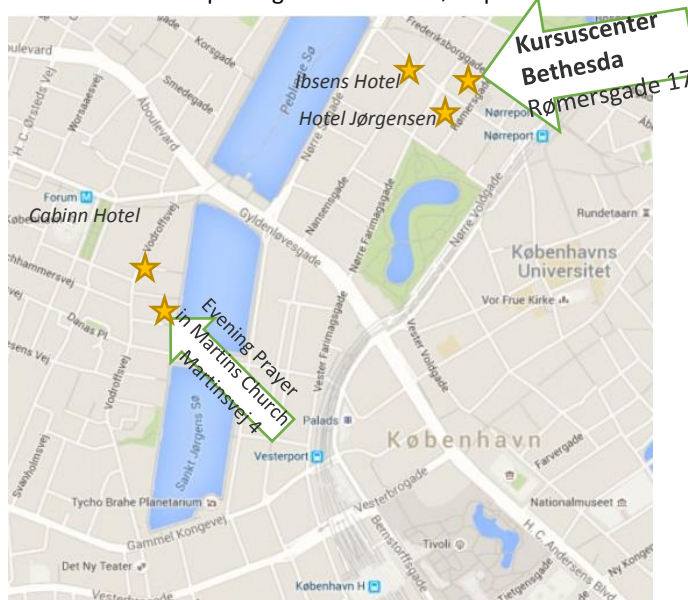 Kursuscenter
Bethesda
Rømersgade 17
Frederiksborggade
Korsgade
Smedegade
Åboulevard
H. C. Ørsteds Vej
Worsaaesvej
Peblinge Sø
Ibsens Hotel
Hotel Jørgensen
Rømersgade
Nørreport
Nørreport
Nansensgade
Nørre Farimagsgade
Nørre Voldgade
Gyldenløvesgade
Forum
Cabinn Hotel
Vodroffsvej
Rundetaarn
Københavns
Universitet
Vor Frue Kirke
Danas Pl.
Vodroffsvej
Evening Prayer
in Martins Church
Martinsvej 4
Vester Farimagsgade
Vester Voldgade
Palads
København
Sankt Jørgens Sø
Svanholmsvej
Vesterport
Farvergade
Tycho Brahe Planetarium
Vesterbrogade
Nationalmuseet
Gammel Kongevej
Bernstorffsgade
Tivoli
H. C. Andersens Blvd
Ny Konge
Det Ny Teater
København H
Tietgensgade